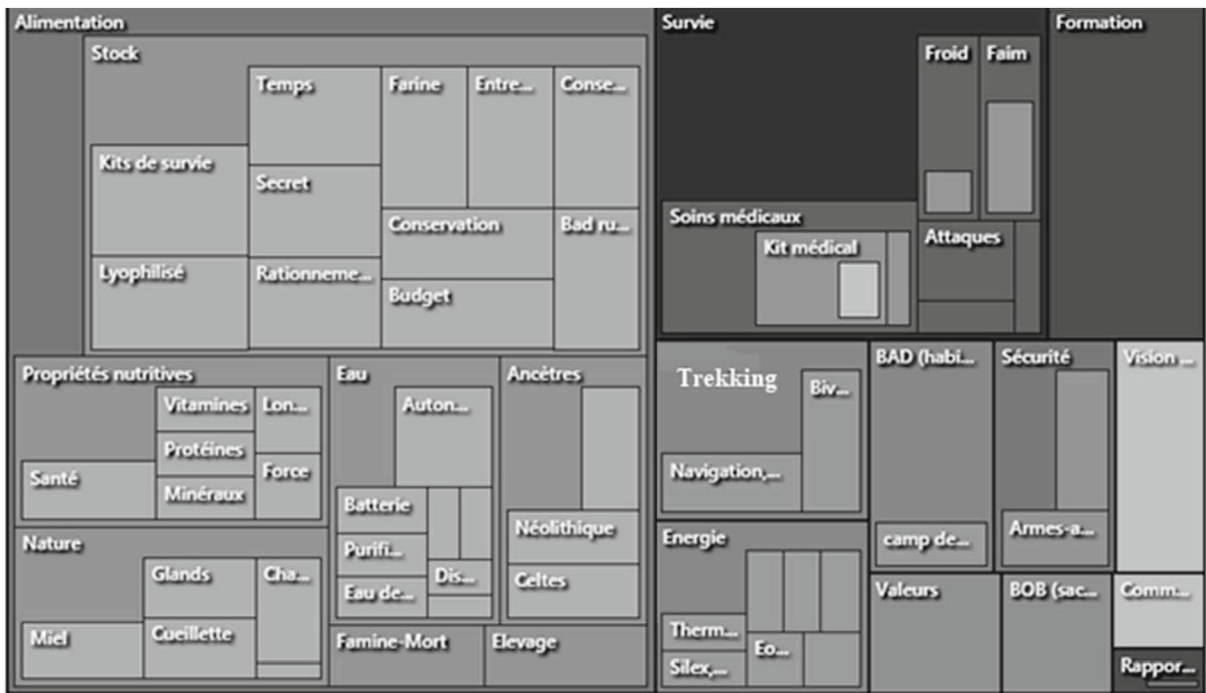 Alimentation
Stock
Temps
Farine
Entre...
Conse...
Kits de survie
Secret
Conservation
Bad ru...
Lyophilisé
Rationneme...
Budget
Propriétés nutritives
Vitamines
Lon...
Protéines
Santé
Force
Minéraux
Eau
Auton...
Batterie
Purifi...
Dis...
Eau de...
Ancètres
Néolithique
Celtes
Nature
Glands
Cha...
Miel
Cueillette
Famine-Mort
Elevage
Survie
Froid
Faim
Soins médicaux
Kit médical
Attaques
Formation
Trekking
Biv...
Navigation,...
BAD (habi...
camp de...
Sécurité
Armes-a...
Vision ...
Energie
Therm...
Eo...
Silex,...
Valeurs
BOB (sac...
Comm...
Rappor...